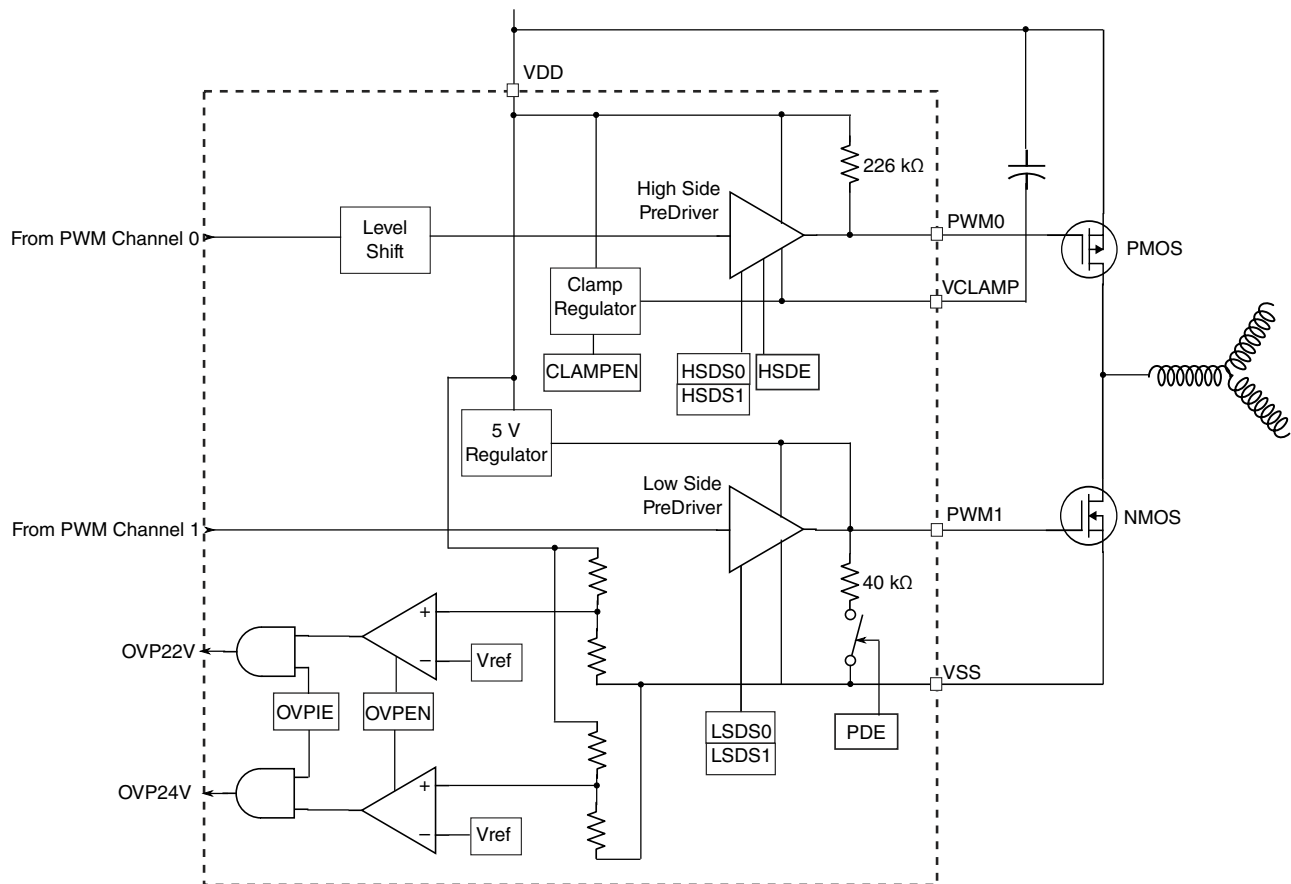 VDD
226 kΩ
High Side
PreDriver
PWM0
From PWM Channel 0
Level
Shift
PMOS
Clamp
Regulator
VCLAMP
CLAMPEN
HSDS0
HSDS1
HSDE
5 V
Regulator
Low Side
PreDriver
PWM1
NMOS
From PWM Channel 1
40 kΩ
+
OVP22V
−
Vref
VSS
OVPIE
OVPEN
LSDS0
LSDS1
PDE
+
OVP24V
−
Vref